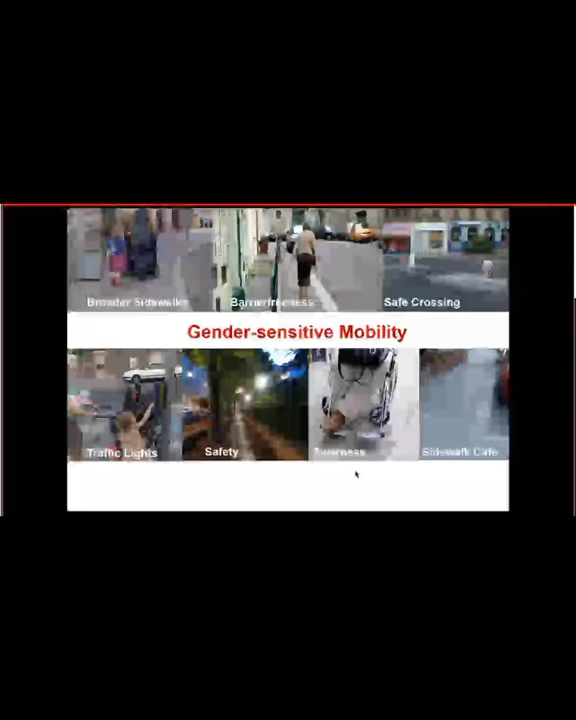 Broader Sidewalks
Barrierfreeness
Safe Crossing
Gender-sensitive Mobility
Traffic Lights
Safety
Sidewalk Cafe